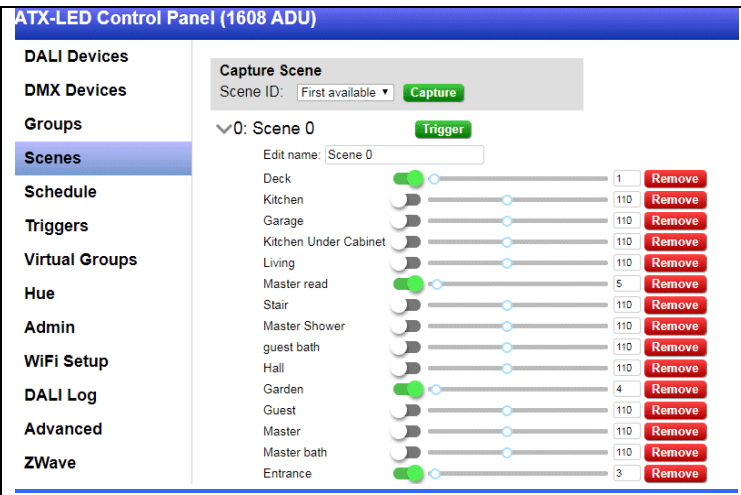 ATX-LED Control Panel (1608 ADU)
DALI Devices
DMX Devices
Groups
Scenes
Schedule
Triggers
Virtual Groups
Hue
Admin
WiFi Setup
DALI Log
Advanced
ZWave
Capture Scene
Scene ID: First available Capture
0: Scene 0 Trigger
Edit name: Scene 0
Deck 1 Remove
Kitchen 110 Remove
Garage 110 Remove
Kitchen Under Cabinet 110 Remove
Living 110 Remove
Master read 5 Remove
Stair 110 Remove
Master Shower 110 Remove
guest bath 110 Remove
Hall 110 Remove
Garden 4 Remove
Guest 110 Remove
Master 110 Remove
Master bath 110 Remove
Entrance 3 Remove